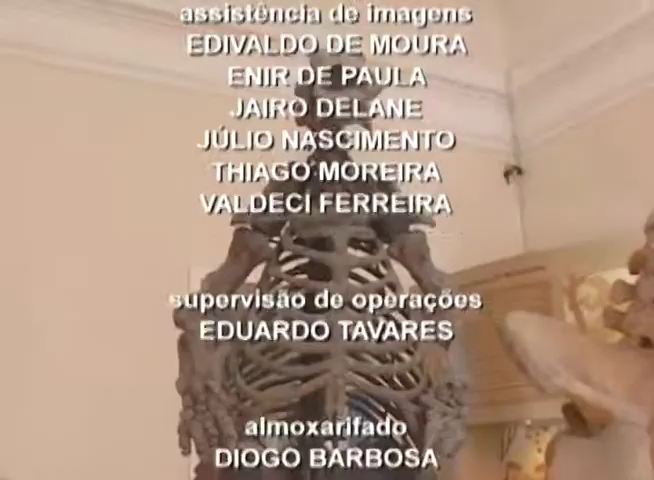 assistência de imagens
EDIVALDO DE MOURA
ENIR DE PAULA
JAIRO DELANE
JÚLIO NASCIMENTO
THIAGO MOREIRA
VALDECI FERREIRA
supervisão de operações
EDUARDO TAVARES
almoxarifado
DIOGO BARBOSA